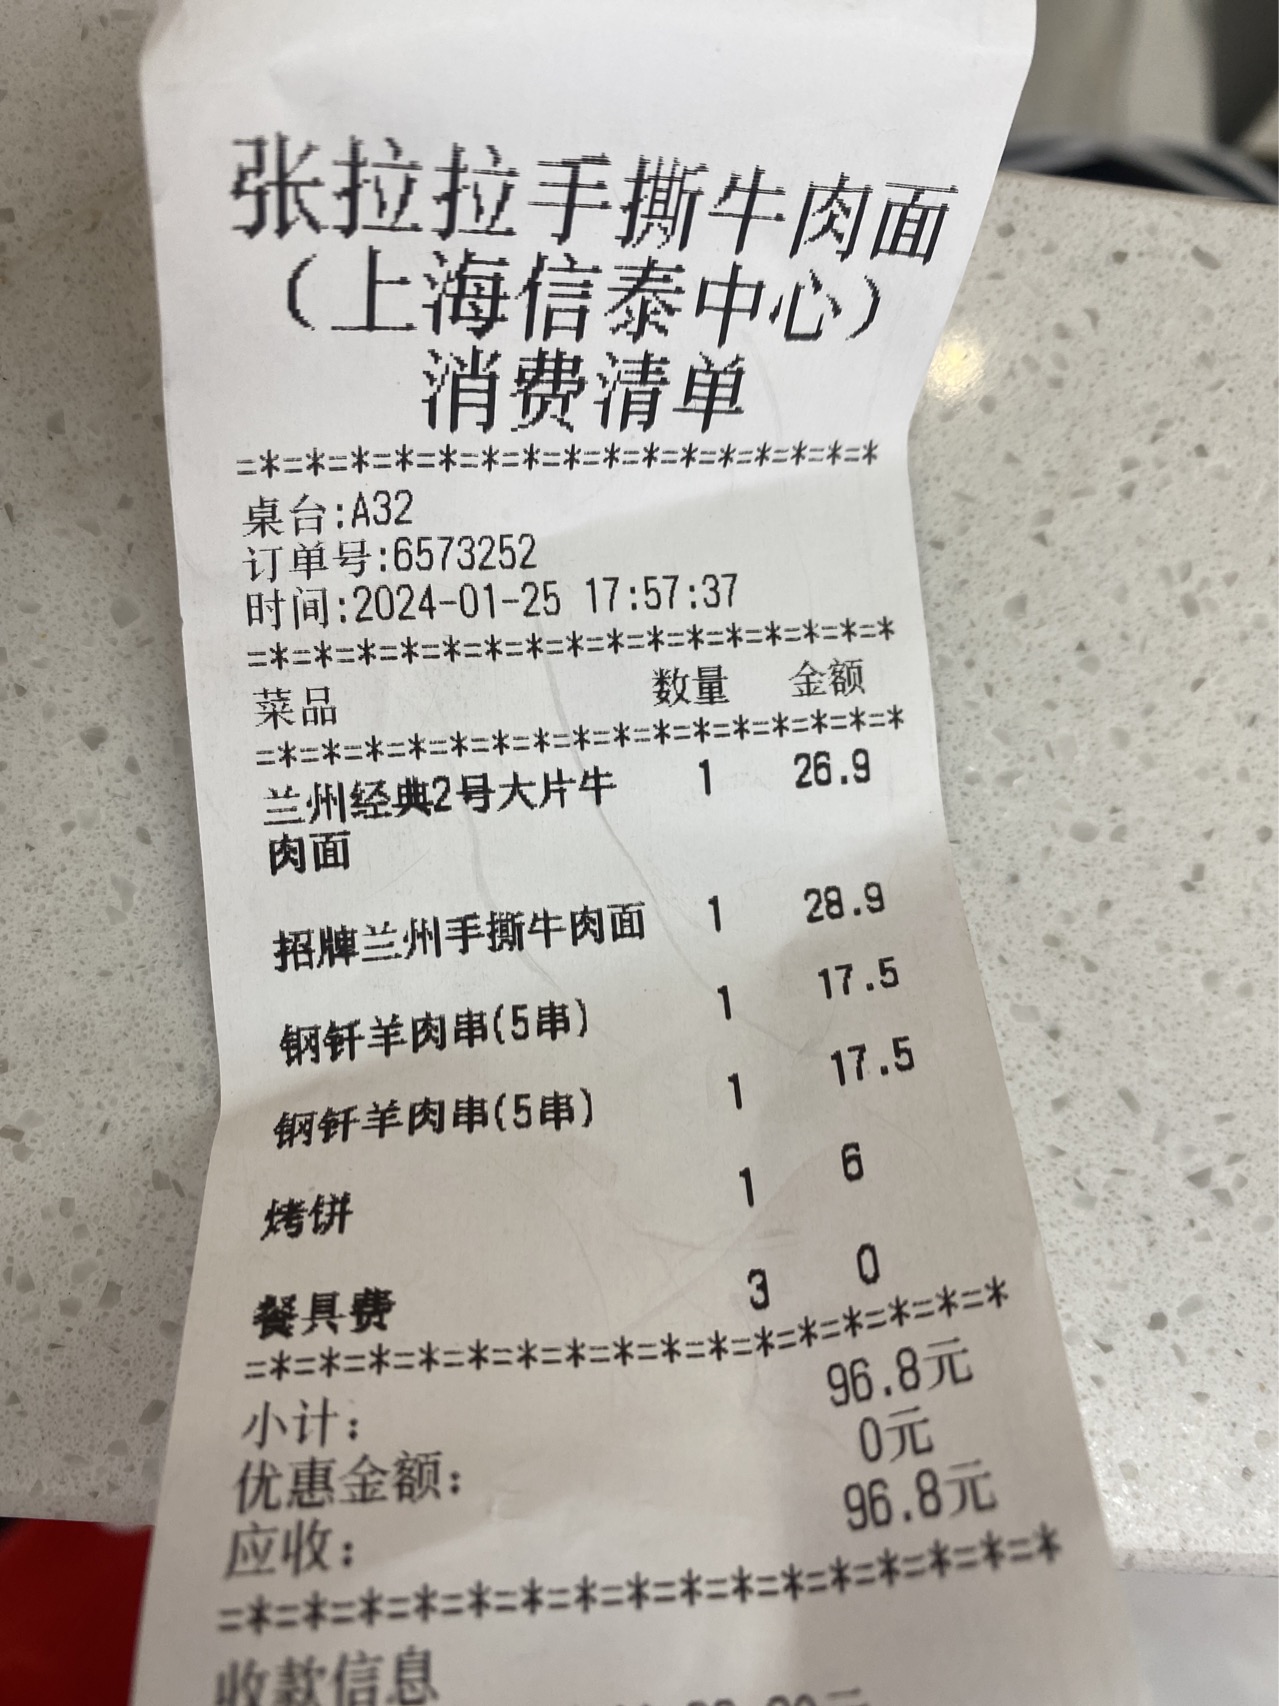 张拉拉手撕牛肉面
（上海信泰中心）
消费清单
=*=*=*=*=*=*=*=*=*=*=*=*=*=*=*=*
桌台:A32
订单号:6573252
时间:2024-01-25 17:57:37
=*=*=*=*=*=*=*=*=*=*=*=*=*=*=*=*
菜品 数量 金额
=*=*=*=*=*=*=*=*=*=*=*=*=*=*=*=*
兰州经典2号大片牛 1 26.9
肉面
招牌兰州手撕牛肉面 1 28.9
钢钎羊肉串(5串) 1 17.5
钢钎羊肉串(5串) 1 17.5
烤饼 1 6
餐具费 3 0
=*=*=*=*=*=*=*=*=*=*=*=*=*=*=*=*
小计： 96.8元
优惠金额： 0元
应收： 96.8元
=*=*=*=*=*=*=*=*=*=*=*=*=*=*=*=*
收款信息